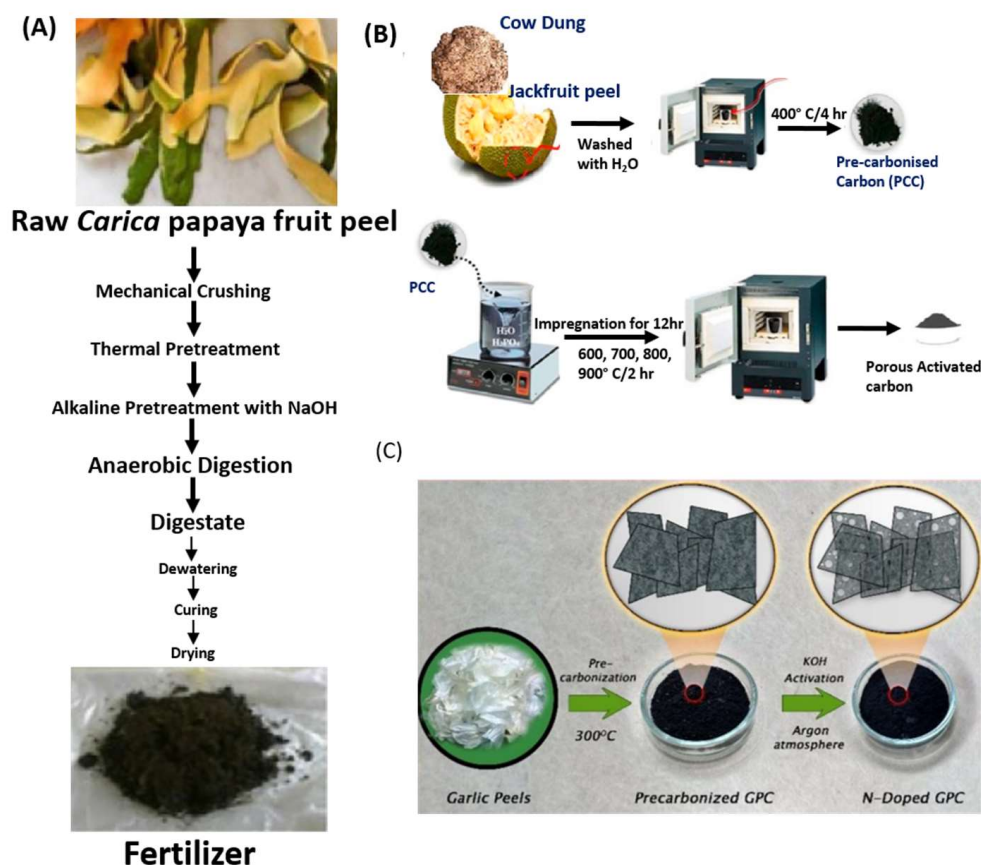 (A)
Raw Carica papaya fruit peel
Mechanical Crushing
Thermal Pretreatment
Alkaline Pretreatment with NaOH
Anaerobic Digestion
Digestate
Dewatering
Curing
Drying
Fertilizer
(B)
Cow Dung
Jackfruit peel
Washed
with H₂O
400° C/4 hr
Pre-carbonised
Carbon (PCC)
PCC
H₂O
H₃PO₄
Impregnation for 12hr
600, 700, 800,
900° C/2 hr
Porous Activated
carbon
(C)
Garlic Peels
Pre-
carbonization
300°C
Precarbonized GPC
KOH
Activation
Argon
atmosphere
N-Doped GPC